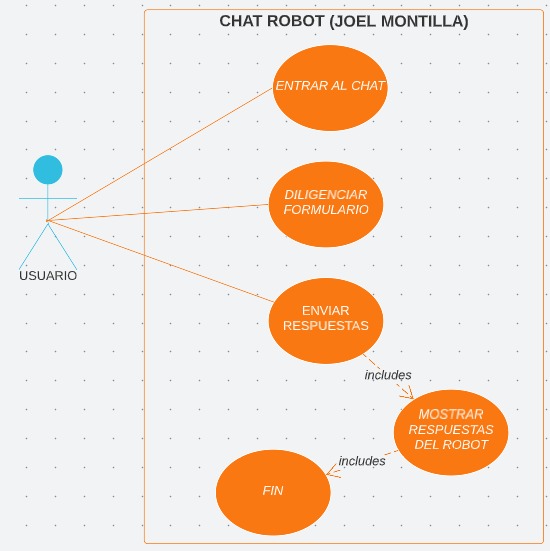 CHAT ROBOT (JOEL MONTILLA)
ENTRAR AL CHAT
DILIGENCIAR
FORMULARIO
USUARIO
ENVIAR
RESPUESTAS
includes
MOSTRAR
RESPUESTAS
DEL ROBOT
includes
FIN